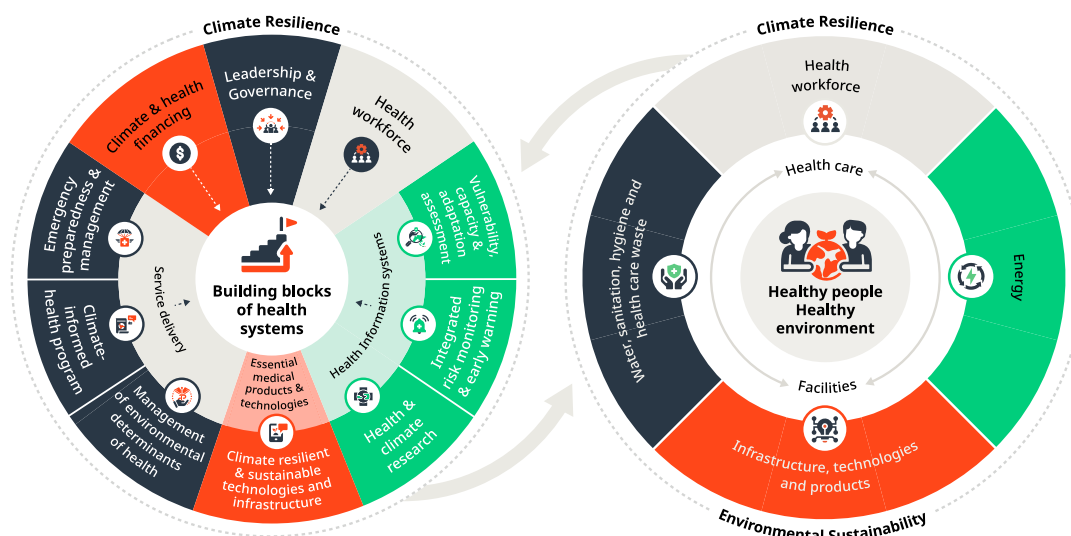 Climate Resilience
Leadership &
Governance
Health
workforce
Vulnerability,
capacity &
adaptation
assessment
Integrated
risk monitoring
& early warning
Health &
climate
research
Climate resilient
& sustainable
technologies and
infrastructure
Management
of environmental
determinants
of health
Climate-
informed
health program
Emergency
preparedness &
management
Climate & health
financing
$
Service delivery
Health Information systems
Essential
medical
products &
technologies
Building blocks
of health
systems
Climate Resilience
Health
workforce
Energy
Infrastructure, technologies
and products
Water, sanitation, hygiene and
health care waste
Health care
Facilities
Healthy people
Healthy
environment
Environmental Sustainability